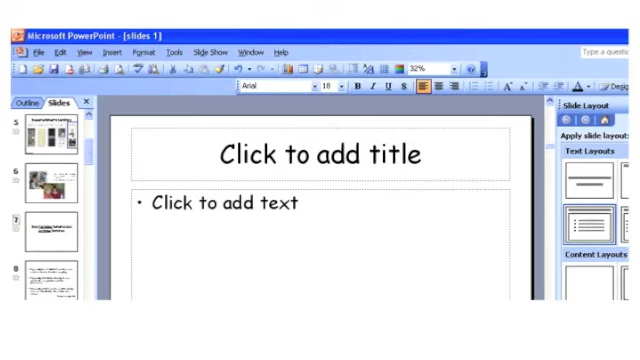 Microsoft PowerPoint - [slides 1]
File Edit View Insert Format Tools Slide Show Window Help
Type a questio
32%
Arial 18 B I U S A A A Desig
Outline Slides
Slide Layout
Apply slide layout:
Text Layouts
Content Layouts
5
6
7
8
Click to add title
• Click to add text